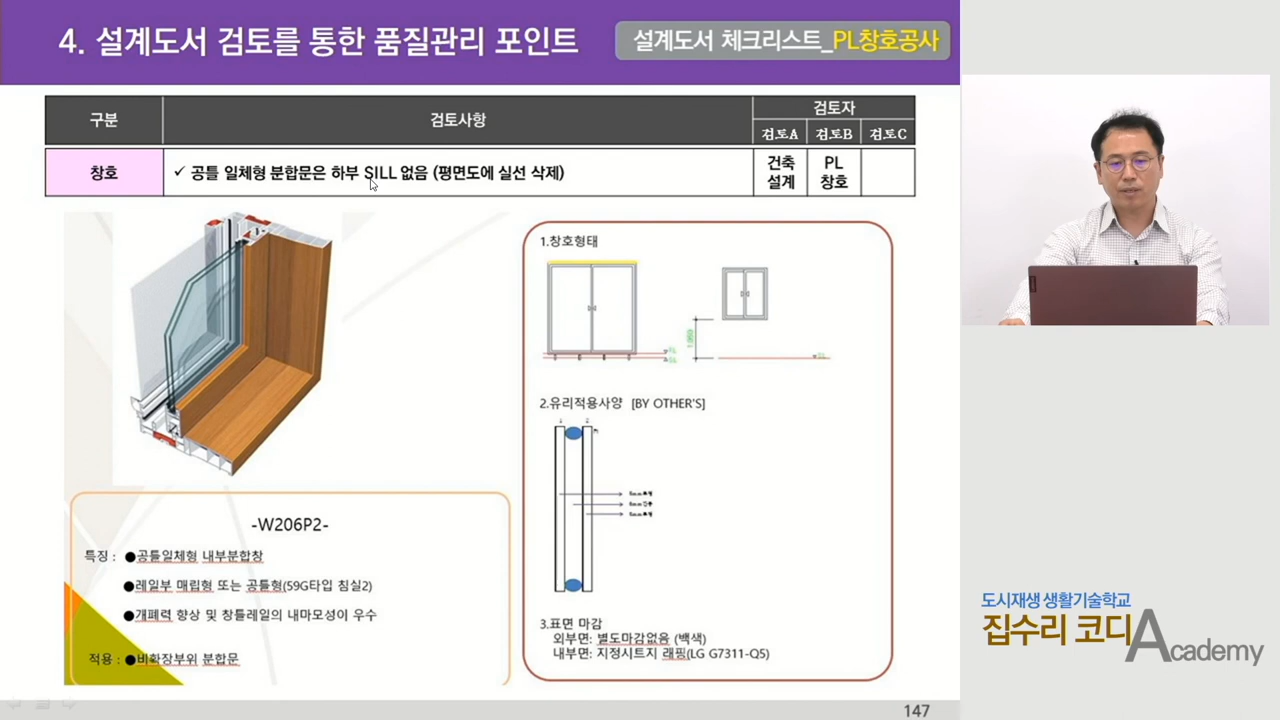 4. 설계도서 검토를 통한 품질관리 포인트
설계도서 체크리스트_PL창호공사
구분
검토사항
검토자
검토A
검토B
검토C
창호
✓ 공틀 일체형 분합문은 하부 SILL 없음 (평면도에 실선 삭제)
건축
설계
PL
창호
-W206P2-
특징 : ●공틀일체형 내부분합창
●레일부 매립형 또는 공틀형(59G타입 침실2)
●개폐력 향상 및 창틀레일의 내마모성이 우수
적용 : ●비확장부위 분합문
1.창호형태
2.유리적용사양 [BY OTHER'S]
3.표면 마감
외부면: 별도마감없음 (백색)
내부면: 지정시트지 래핑(LG G7311-Q5)
도시재생 생활기술학교
집수리 코디 Academy
147